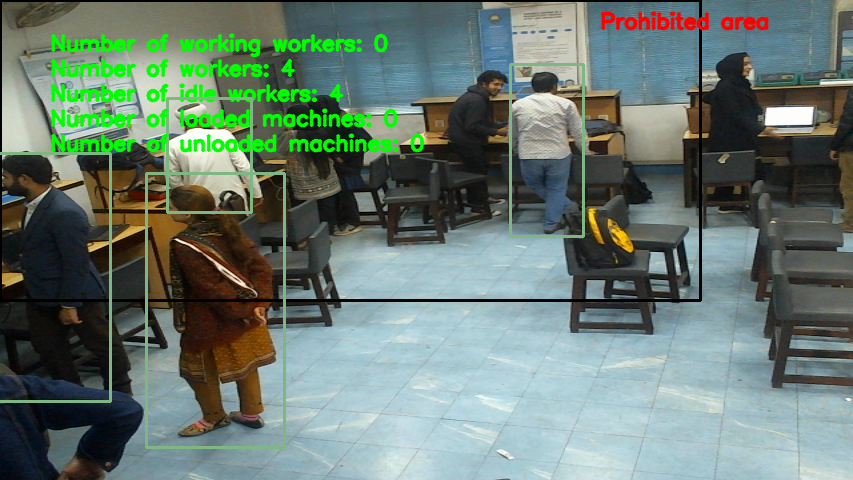 Prohibited area
Number of working workers: 0
Number of workers: 4
Number of idle workers: 4
Number of loaded machines: 0
Number of unloaded machines: 0